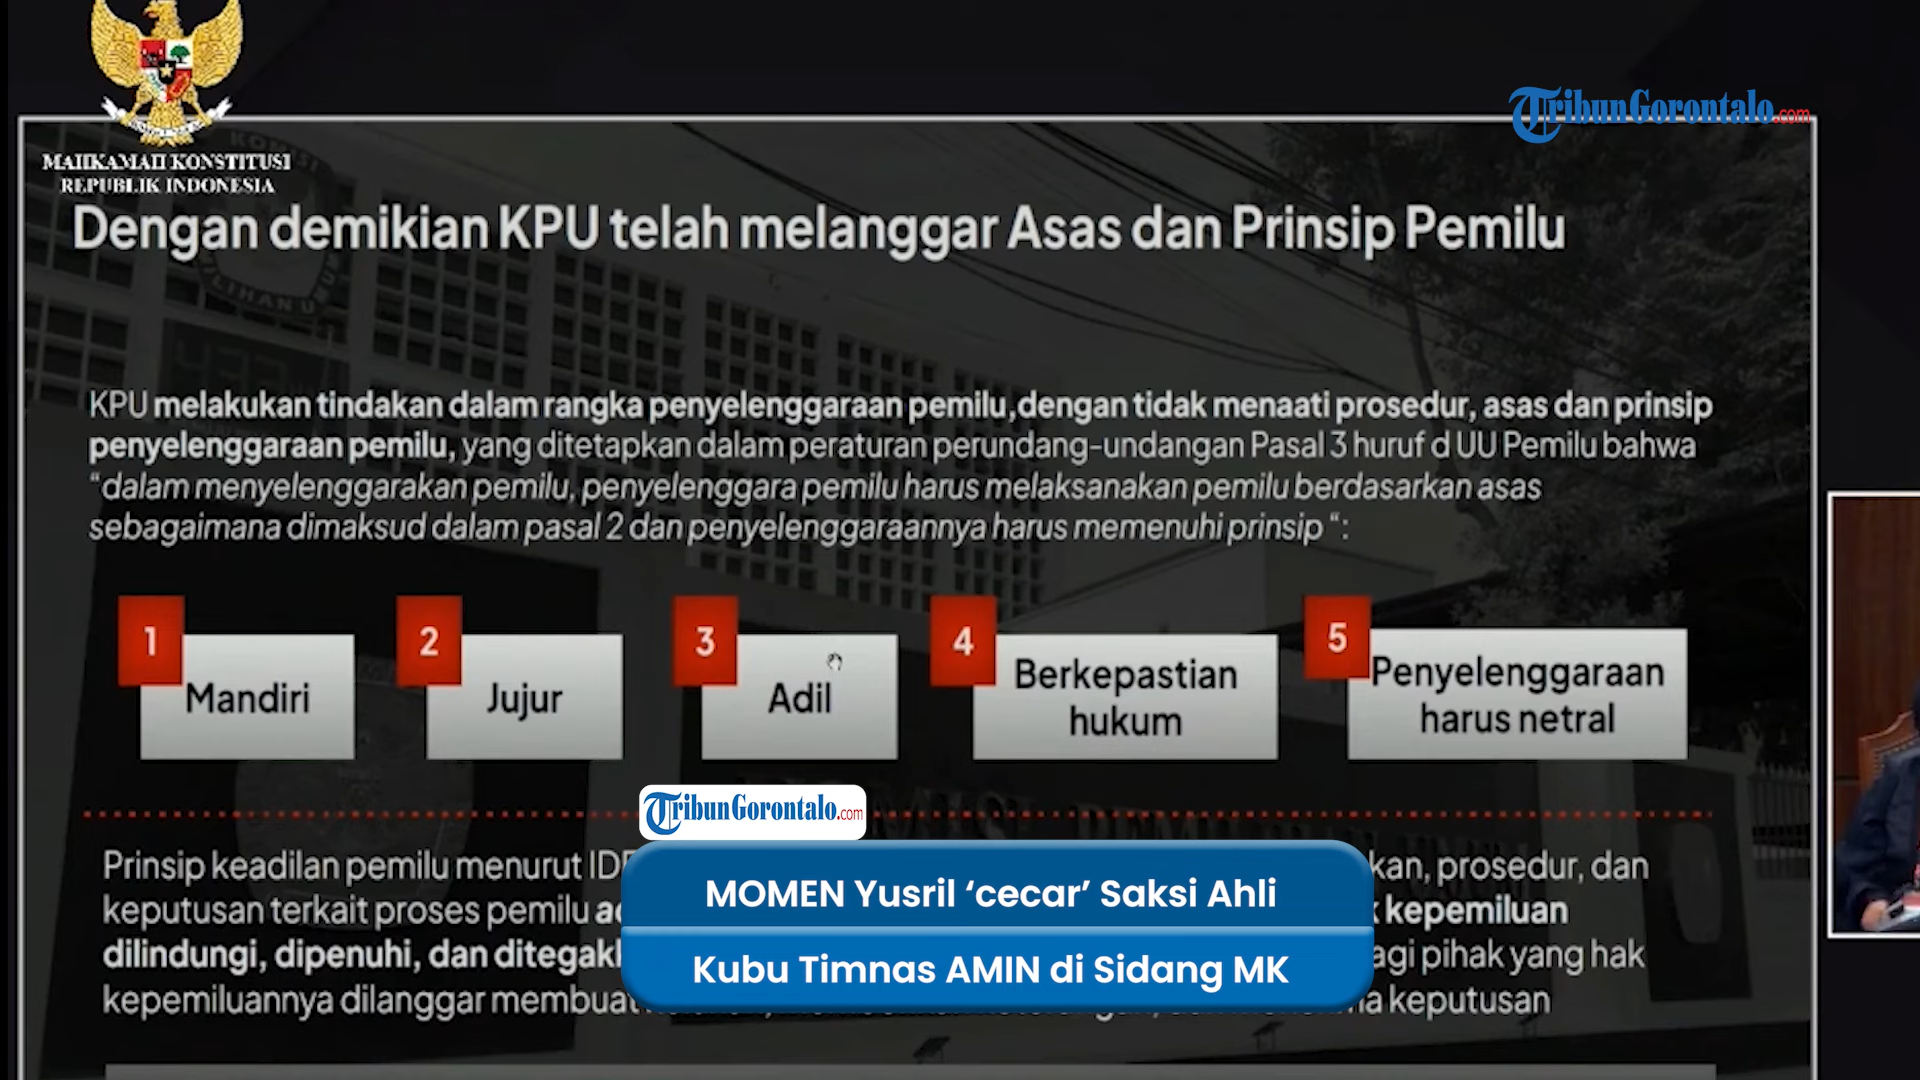 TribunGorontalo.com
MAHKAMAH KONSTITUSI
REPUBLIK INDONESIA
Dengan demikian KPU telah melanggar Asas dan Prinsip Pemilu
KPU melakukan tindakan dalam rangka penyelenggaraan pemilu,dengan tidak menaati prosedur, asas dan prinsip
penyelenggaraan pemilu, yang ditetapkan dalam peraturan perundang-undangan Pasal 3 huruf d UU Pemilu bahwa
“dalam menyelenggarakan pemilu, penyelenggara pemilu harus melaksanakan pemilu berdasarkan asas
sebagaimana dimaksud dalam pasal 2 dan penyelenggaraannya harus memenuhi prinsip “:
1 Mandiri
2 Jujur
3 Adil
4 Berkepastian
hukum
5 Penyelenggaraan
harus netral
TribunGorontalo.com
Prinsip keadilan pemilu menurut prosedur, dan
keputusan terkait proses pemilu kepemiluan
dilindungi, dipenuhi, dan pihak yang hak
kepemiluannya dilanggar keputusan
MOMEN Yusril ‘cecar’ Saksi Ahli
Kubu Timnas AMIN di Sidang MK